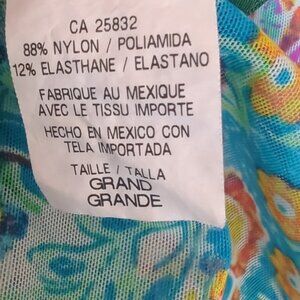 CA 25832
88% NYLON / POLIAMIDA
12% ELASTHANE / ELASTANO
FABRIQUE AU MEXIQUE
AVEC LE TISSU IMPORTE
HECHO EN MEXICO CON
TELA IMPORTADA
TAILLE / TALLA
GRAND
GRANDE